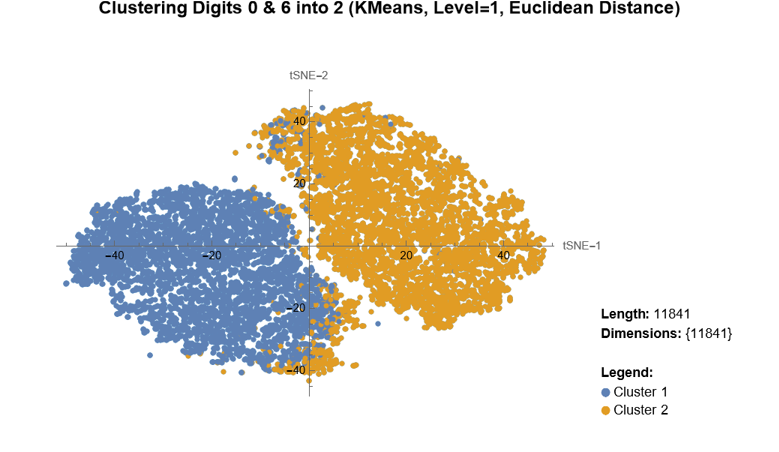 Clustering Digits 0 & 6 into 2 (KMeans, Level=1, Euclidean Distance)
tSNE−2
40
20
−40 −20 20 40 tSNE−1
−20
−40
Length: 11841
Dimensions: {11841}
Legend:
Cluster 1
Cluster 2